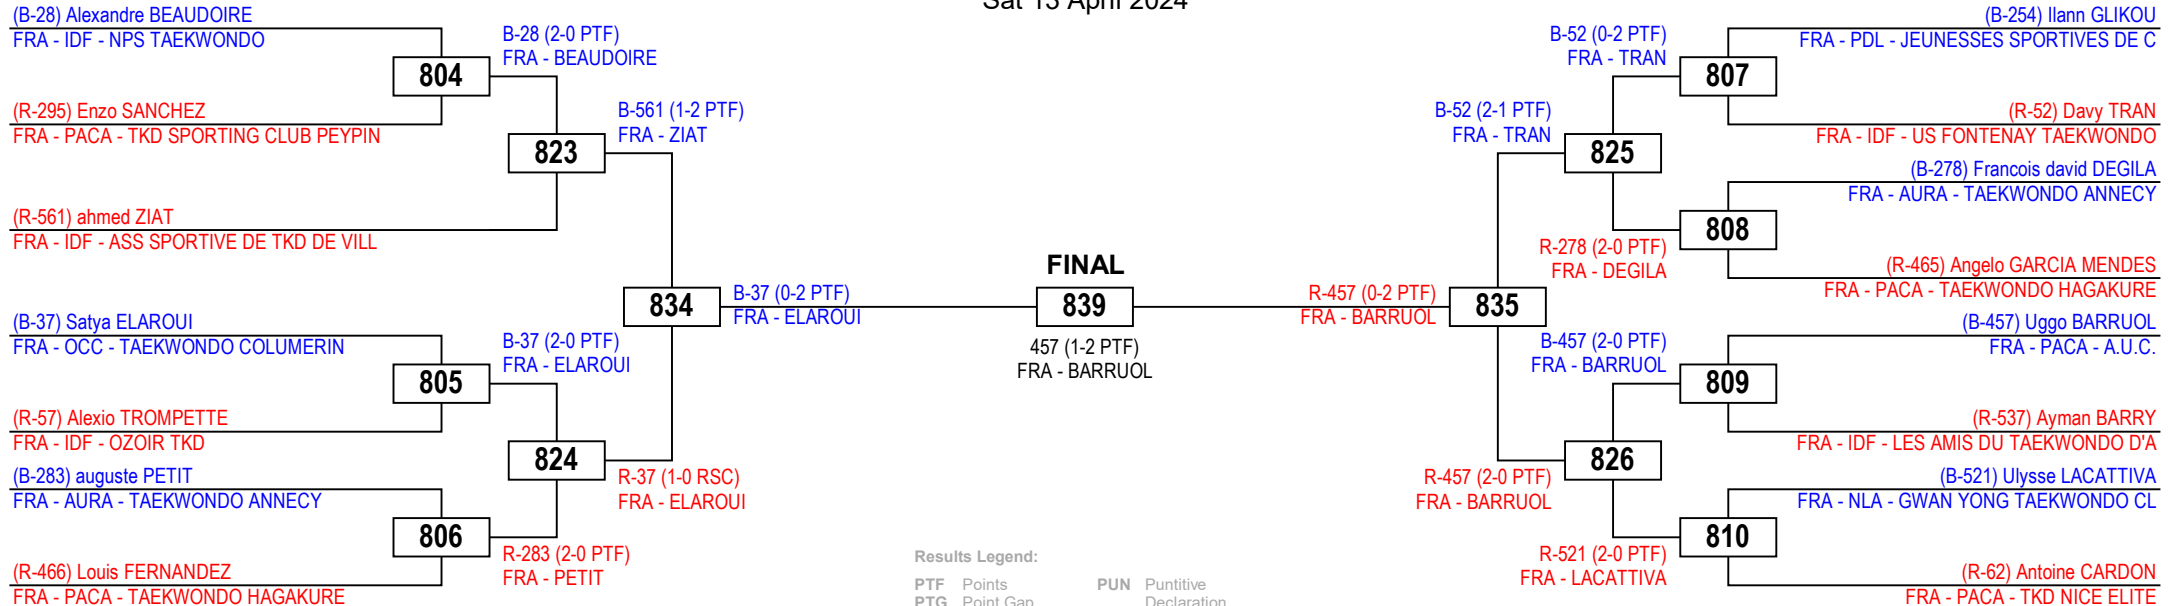 Sat 13 April 2024
(B-28) Alexandre BEAUDOIRE
FRA - IDF - NPS TAEKWONDO
804
(R-295) Enzo SANCHEZ
FRA - PACA - TKD SPORTING CLUB PEYPIN
B-28 (2-0 PTF)
FRA - BEAUDOIRE
823
(R-561) ahmed ZIAT
FRA - IDF - ASS SPORTIVE DE TKD DE VILL
B-561 (1-2 PTF)
FRA - ZIAT
834
(B-37) Satya ELAROUI
FRA - OCC - TAEKWONDO COLUMERIN
805
(R-57) Alexio TROMPETTE
FRA - IDF - OZOIR TKD
B-37 (2-0 PTF)
FRA - ELAROUI
824
(B-283) auguste PETIT
FRA - AURA - TAEKWONDO ANNECY
806
(R-466) Louis FERNANDEZ
FRA - PACA - TAEKWONDO HAGAKURE
R-283 (2-0 PTF)
FRA - PETIT
R-37 (1-0 RSC)
FRA - ELAROUI
B-37 (0-2 PTF)
FRA - ELAROUI
FINAL
839
457 (1-2 PTF)
FRA - BARRUOL
R-457 (0-2 PTF)
FRA - BARRUOL
835
B-52 (2-1 PTF)
FRA - TRAN
825
B-52 (0-2 PTF)
FRA - TRAN
(B-254) Ilann GLIKOU
FRA - PDL - JEUNESSES SPORTIVES DE C
807
(R-52) Davy TRAN
FRA - IDF - US FONTENAY TAEKWONDO
(B-278) Francois david DEGILA
FRA - AURA - TAEKWONDO ANNECY
808
(R-465) Angelo GARCIA MENDES
FRA - PACA - TAEKWONDO HAGAKURE
R-278 (2-0 PTF)
FRA - DEGILA
(B-457) Uggo BARRUOL
FRA - PACA - A.U.C.
809
(R-537) Ayman BARRY
FRA - IDF - LES AMIS DU TAEKWONDO D'A
B-457 (2-0 PTF)
FRA - BARRUOL
826
R-457 (2-0 PTF)
FRA - BARRUOL
(B-521) Ulysse LACATTIVA
FRA - NLA - GWAN YONG TAEKWONDO CL
810
(R-62) Antoine CARDON
FRA - PACA - TKD NICE ELITE
R-521 (2-0 PTF)
FRA - LACATTIVA
Results Legend:
PTF Points PUN Puntitive
PTG Point Gap Declaration